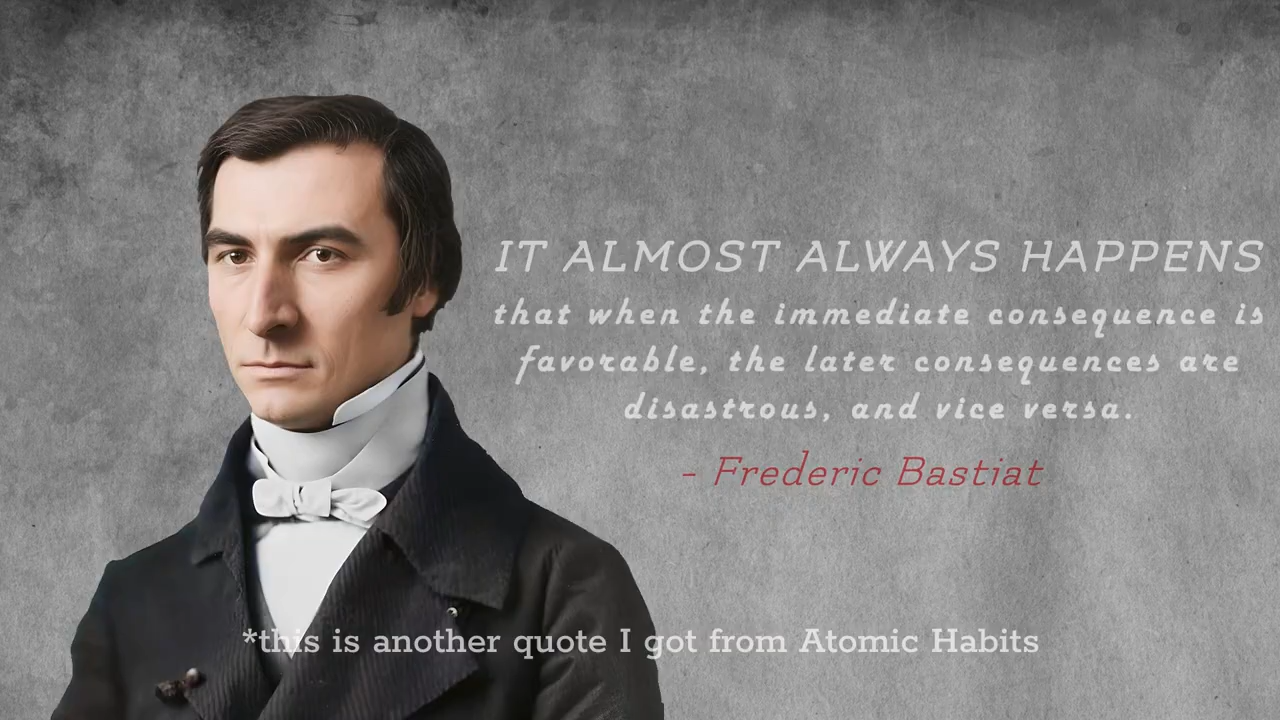 IT ALMOST ALWAYS HAPPENS
that when the immediate consequence is
favorable, the later consequences are
disastrous, and vice versa.
- Frederic Bastiat
*this is another quote I got from Atomic Habits